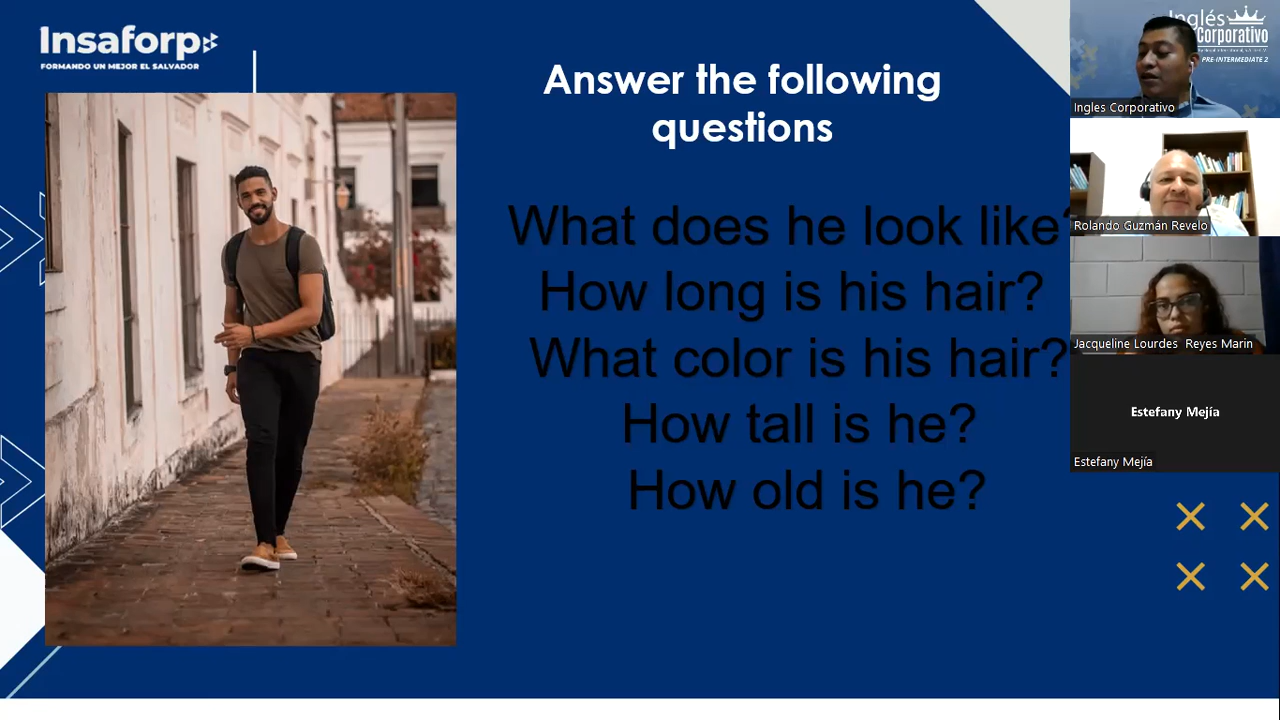 Insaforp
FORMANDO UN MEJOR EL SALVADOR
Answer the following
questions
What does he look like?
How long is his hair?
What color is his hair?
How tall is he?
How old is he?
Inglés
Corporativo
PRE-INTERMEDIATE 2
Ingles Corporativo
Rolando Guzmán Revelo
Jacqueline Lourdes Reyes Marin
Estefany Mejía
Estefany Mejía